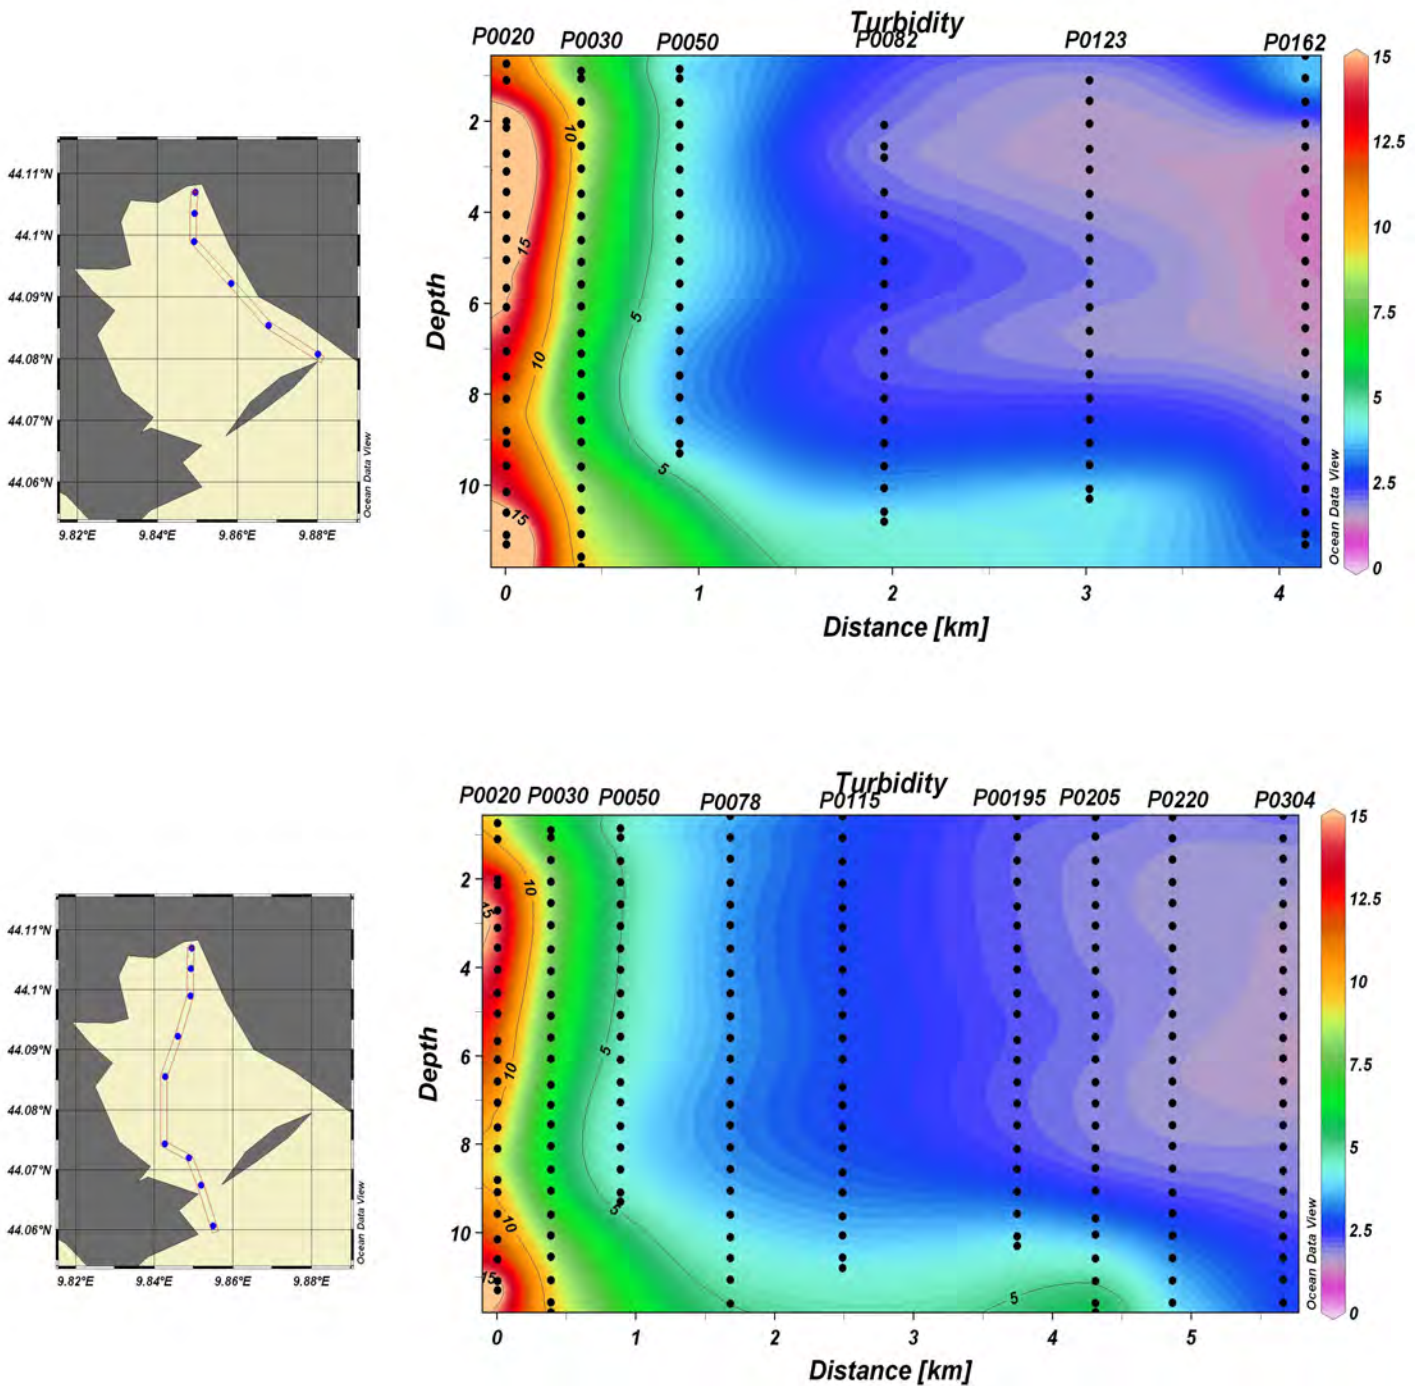 Turbidity
P0020 P0030 P0050 P0082 P0123 P0162
15
12.5
10
7.5
5
2.5
0
2
4
6
8
10
Depth
10
15
5
10
5
15
0 1 2 3 4
Distance [km]
Ocean Data View
44.11°N
44.1°N
44.09°N
44.08°N
44.07°N
44.06°N
9.82°E 9.84°E 9.86°E 9.88°E
Ocean Data View
Turbidity
P0020 P0030 P0050 P0078 P0115 P00195 P0205 P0220 P0304
15
12.5
10
7.5
5
2.5
0
2
4
6
8
10
Depth
10
15
5
10
5
10
15
5
0 1 2 3 4 5
Distance [km]
Ocean Data View
44.11°N
44.1°N
44.09°N
44.08°N
44.07°N
44.06°N
9.82°E 9.84°E 9.86°E 9.88°E
Ocean Data View